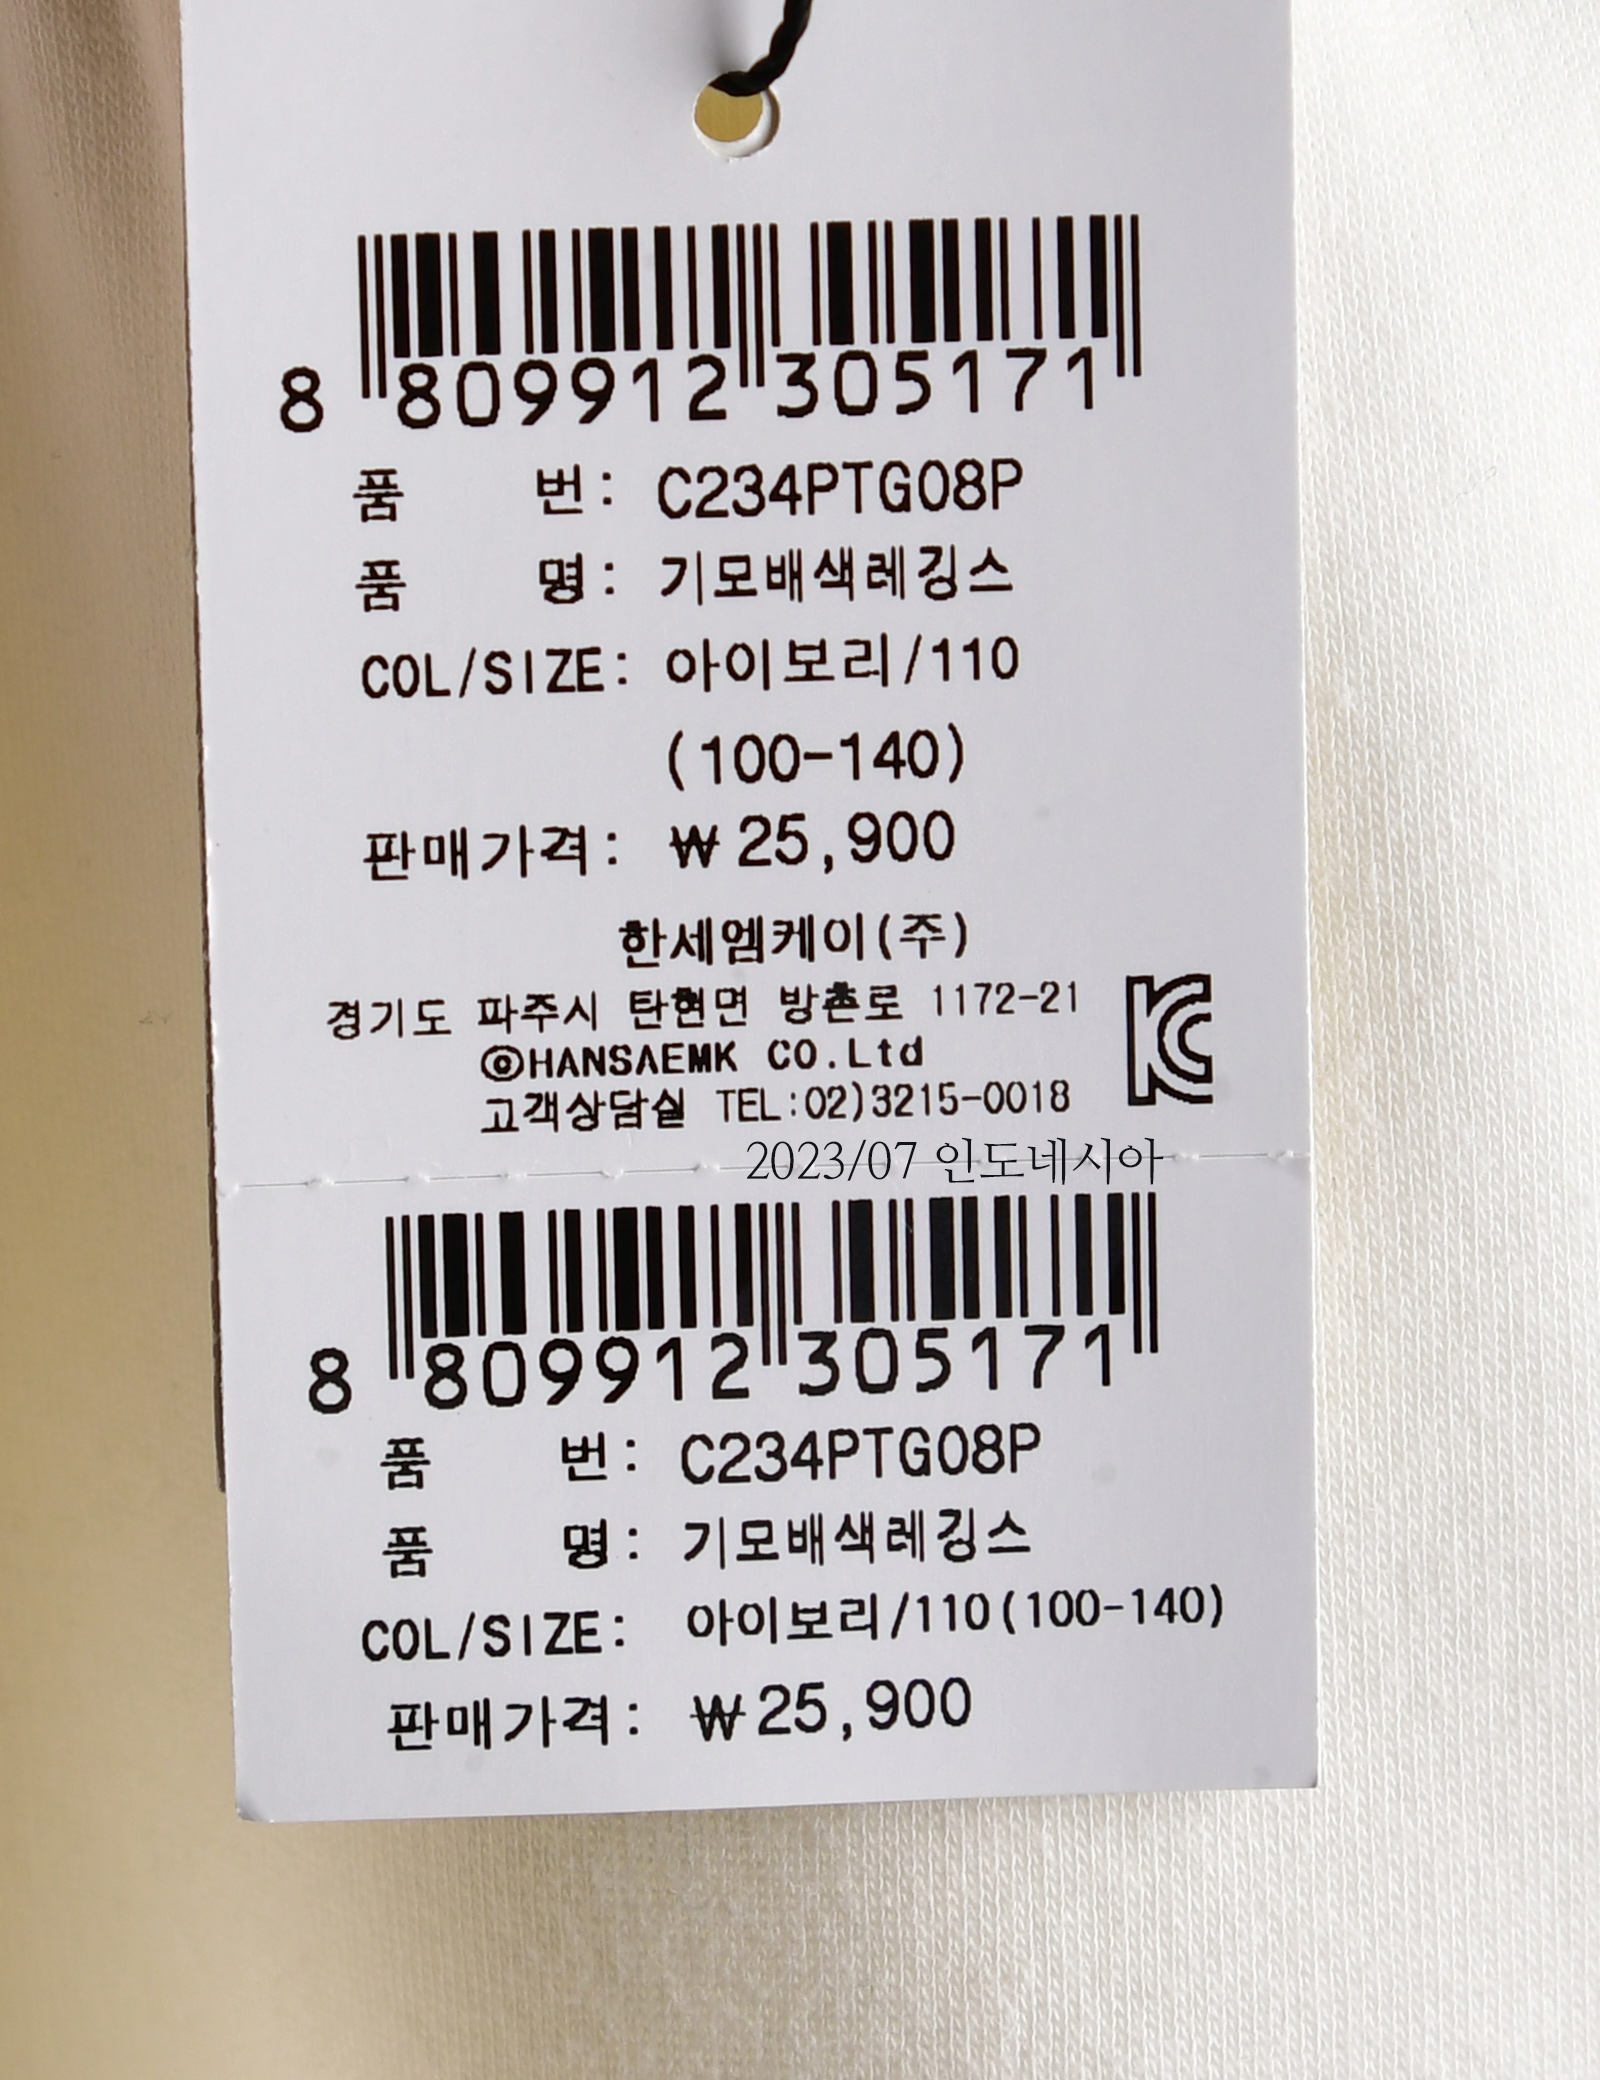 8 809912 305171
품 번: C234PTG08P
품 명: 기모배색레깅스
COL/SIZE: 아이보리/110
(100-140)
판매가격: ₩25,900
한세엠케이(주)
경기도 파주시 탄현면 방촌로 1172-21
©HANSAEMK CO.Ltd
고객상담실 TEL:02)3215-0018
KC
2023/07 인도네시아
8 809912 305171
품 번: C234PTG08P
품 명: 기모배색레깅스
COL/SIZE: 아이보리/110(100-140)
판매가격: ₩25,900